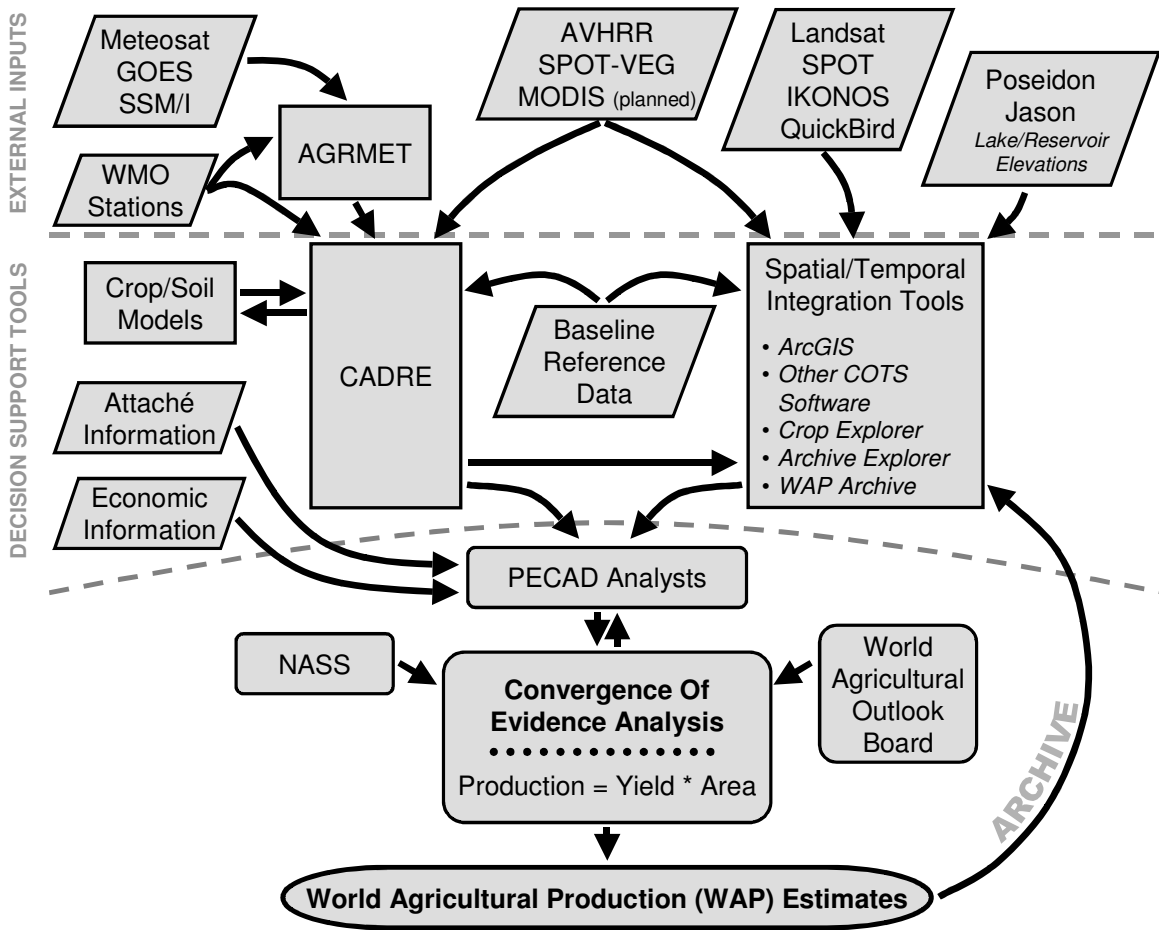 EXTERNAL INPUTS
Meteosat
GOES
SSM/I
AVHRR
SPOT-VEG
MODIS (planned)
Landsat
SPOT
IKONOS
QuickBird
Poseidon
Jason
Lake/Reservoir
Elevations
AGRMET
WMO
Stations
DECISION SUPPORT TOOLS
Crop/Soil
Models
CADRE
Baseline
Reference
Data
Spatial/Temporal
Integration Tools
• ArcGIS
• Other COTS
Software
• Crop Explorer
• Archive Explorer
• WAP Archive
Attaché
Information
Economic
Information
PECAD Analysts
NASS
Convergence Of
Evidence Analysis
Production = Yield * Area
World
Agricultural
Outlook
Board
ARCHIVE
World Agricultural Production (WAP) Estimates